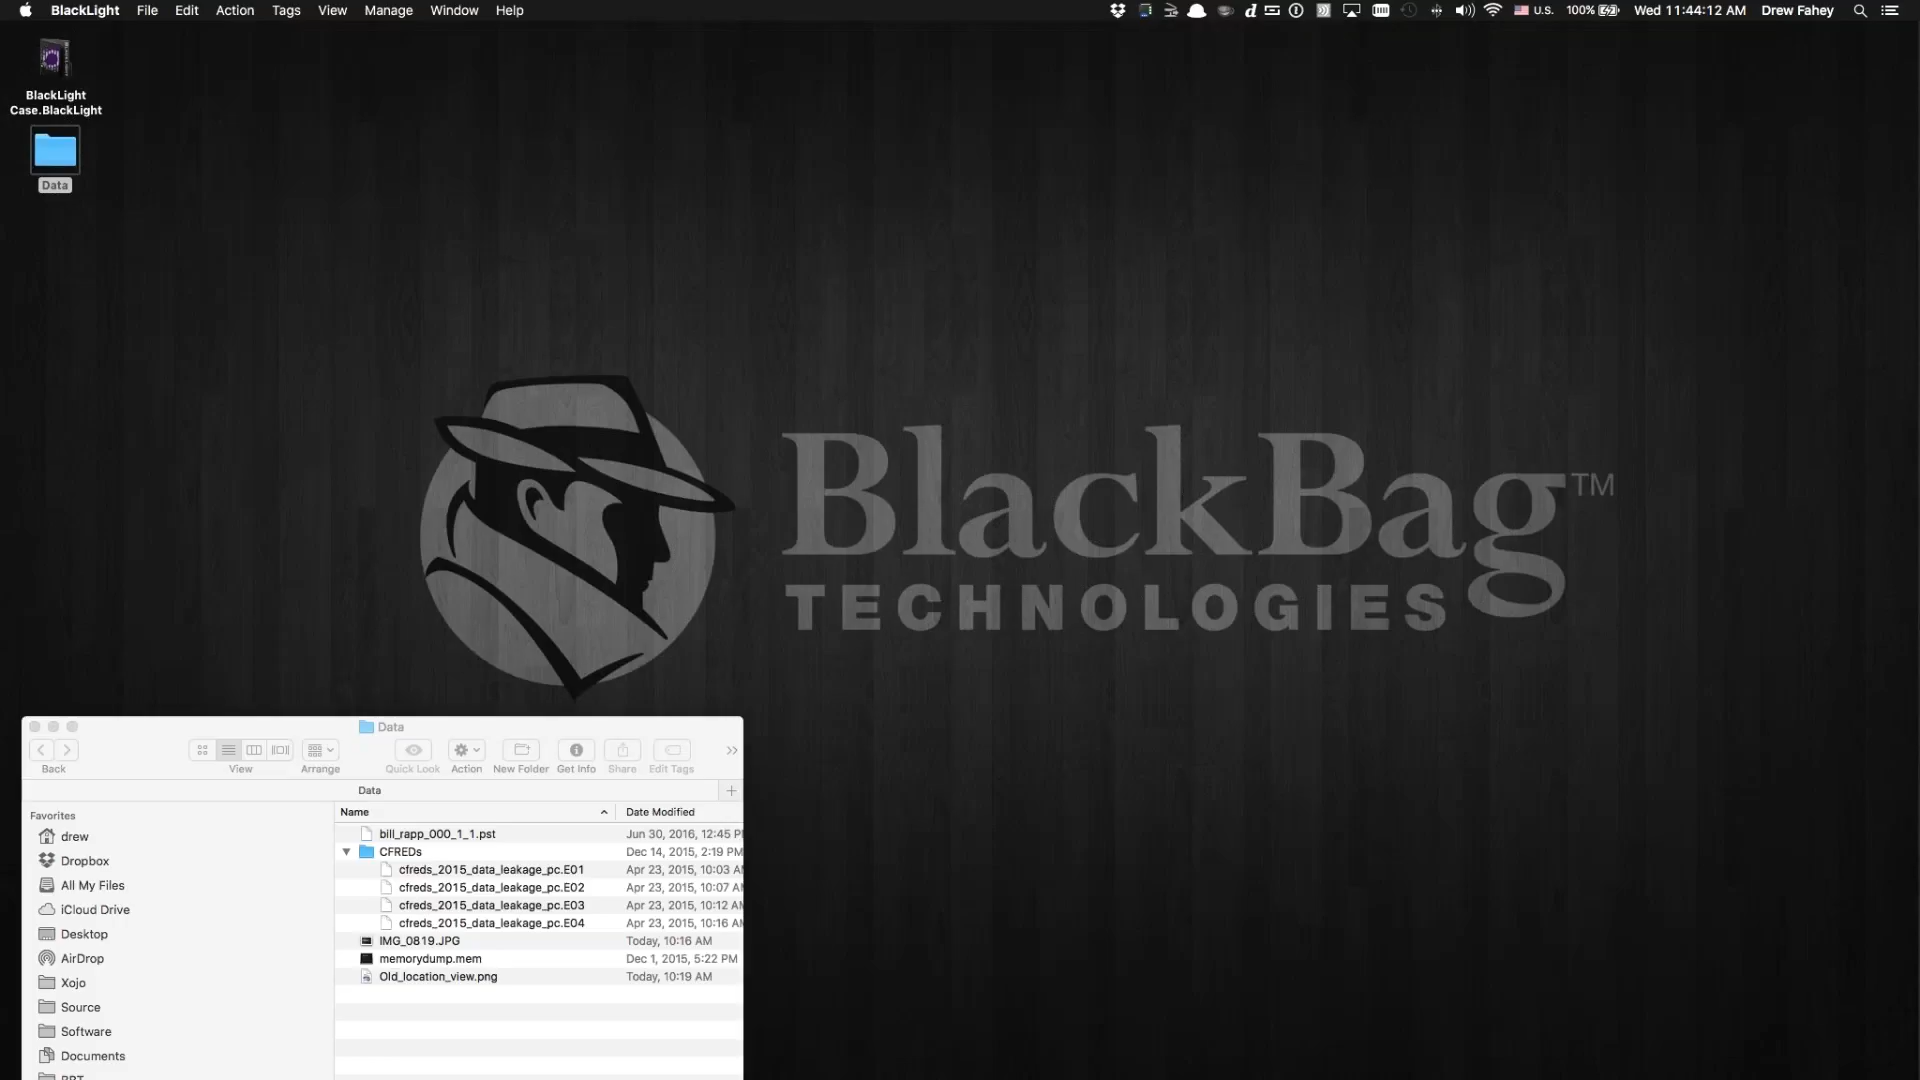 BlackLight File Edit Action Tags View Manage Window Help
U.S. 100% Wed 11:44:12 AM Drew Fahey
BlackLight
Case.BlackLight
Data
BlackBag™
TECHNOLOGIES
Data
Back View Arrange Quick Look Action New Folder Get Info Share Edit Tags
Data
Favorites
drew
Dropbox
All My Files
iCloud Drive
Desktop
AirDrop
Xojo
Source
Software
Documents
Name Date Modified
bill_rapp_000_1_1.pst Jun 30, 2016, 12:45 P
CFREDs Dec 14, 2015, 2:19 PM
cfreds_2015_data_leakage_pc.E01 Apr 23, 2015, 10:03 A
cfreds_2015_data_leakage_pc.E02 Apr 23, 2015, 10:07 A
cfreds_2015_data_leakage_pc.E03 Apr 23, 2015, 10:12 A
cfreds_2015_data_leakage_pc.E04 Apr 23, 2015, 10:16 A
IMG_0819.JPG Today, 10:16 AM
memorydump.mem Dec 1, 2015, 5:22 PM
Old_location_view.png Today, 10:19 AM